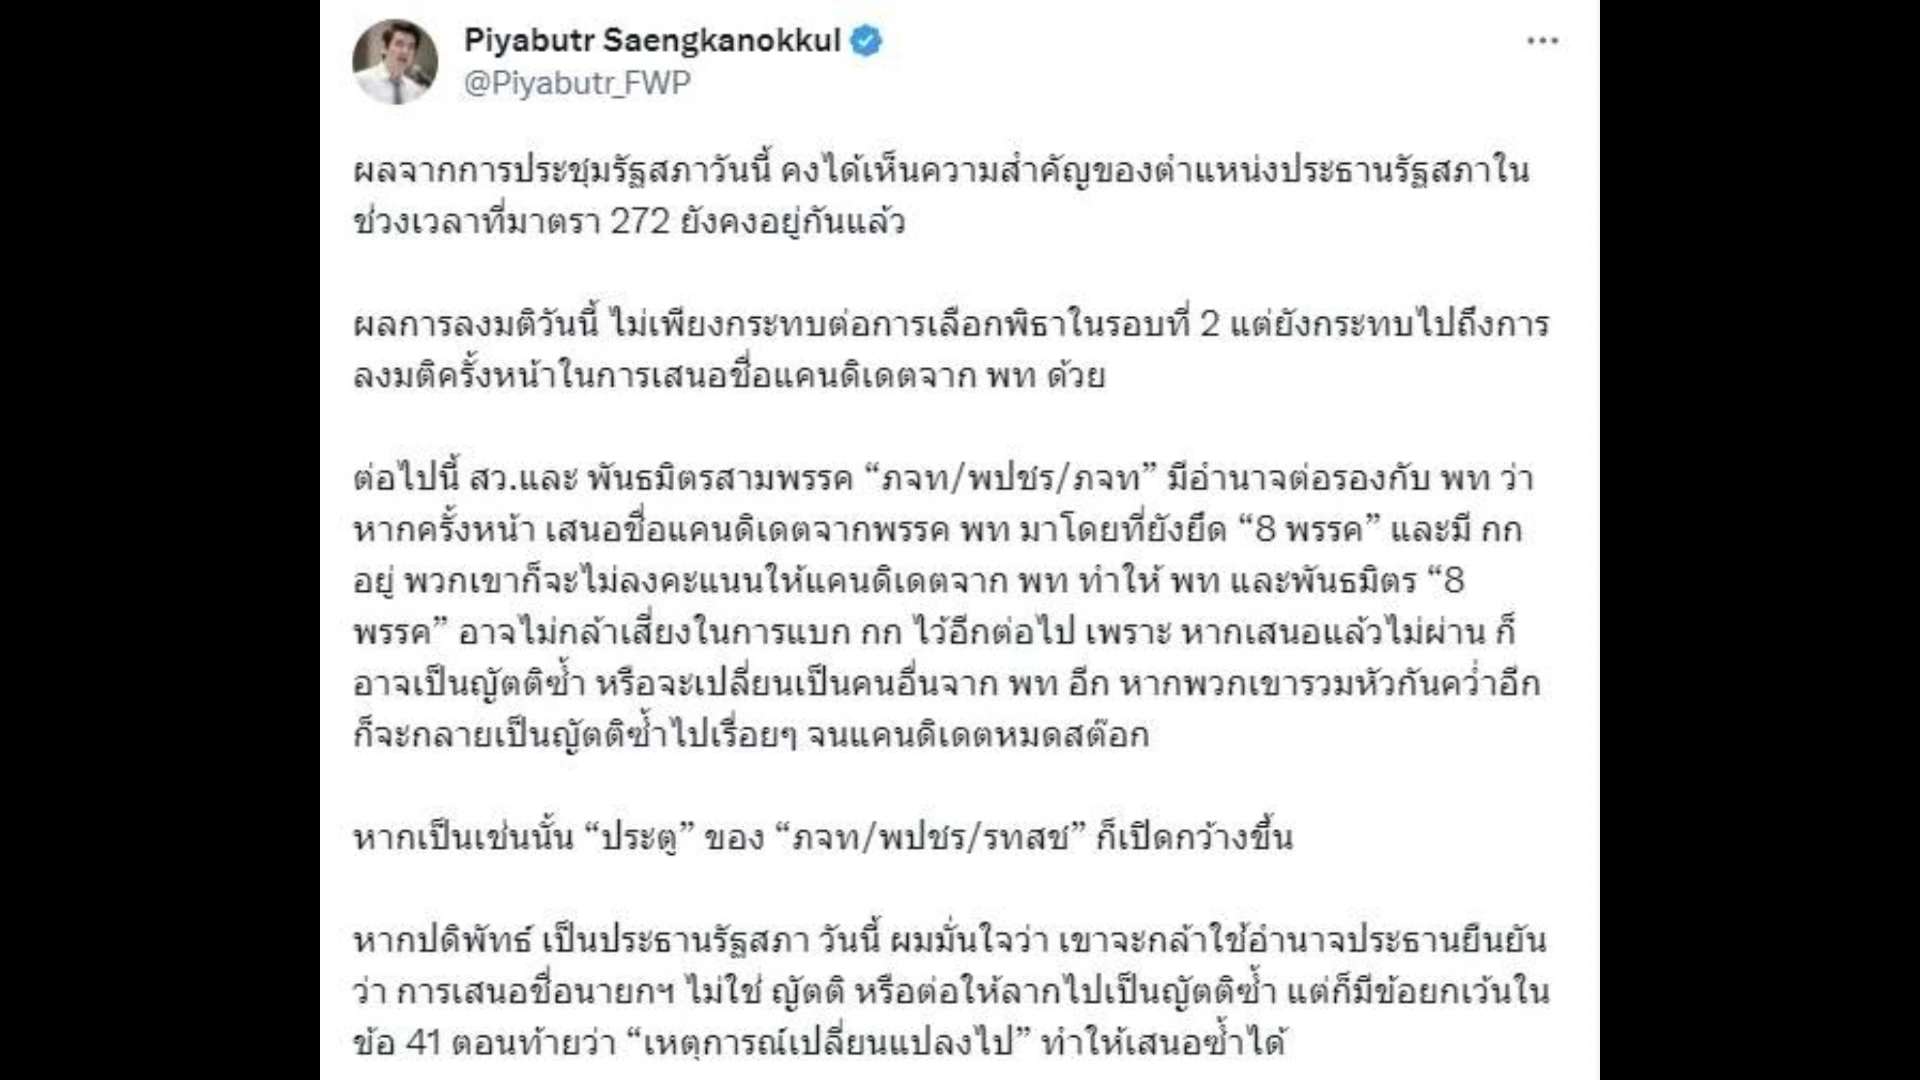 Piyabutr Saengkanokkul
@Piyabutr_FWP
ผลจากการประชุมรัฐสภาวันนี้ คงได้เห็นความสำคัญของตำแหน่งประธานรัฐสภาใน
ช่วงเวลาที่มาตรา 272 ยังคงอยู่กันแล้ว
ผลการลงมติวันนี้ ไม่เพียงกระทบต่อการเลือกพิธาในรอบที่ 2 แต่ยังกระทบไปถึงการ
ลงมติครั้งหน้าในการเสนอชื่อแคนดิเดตจาก พท ด้วย
ต่อไปนี้ สว.และ พันธมิตรสามพรรค “ภจท/พปชร/ภจท” มีอำนาจต่อรองกับ พท ว่า
หากครั้งหน้า เสนอชื่อแคนดิเดตจากพรรค พท มาโดยที่ยังยึด “8 พรรค” และมี กก
อยู่ พวกเขาก็จะไม่ลงคะแนนให้แคนดิเดตจาก พท ทำให้ พท และพันธมิตร “8
พรรค” อาจไม่กล้าเสี่ยงในการแบก กก ไว้อีกต่อไป เพราะ หากเสนอแล้วไม่ผ่าน ก็
อาจเป็นญัตติซ้ำ หรือจะเปลี่ยนเป็นคนอื่นจาก พท อีก หากพวกเขารวมหัวกันคว่ำอีก
ก็จะกลายเป็นญัตติซ้ำไปเรื่อยๆ จนแคนดิเดตหมดสต๊อก
หากเป็นเช่นนั้น “ประตู” ของ “ภจท/พปชร/รทสช” ก็เปิดกว้างขึ้น
หากปดิพัทธ์ เป็นประธานรัฐสภา วันนี้ ผมมั่นใจว่า เขาจะกล้าใช้อำนาจประธานยืนยัน
ว่า การเสนอชื่อนายกฯ ไม่ใช่ ญัตติ หรือต่อให้ลากไปเป็นญัตติซ้ำ แต่ก็มีข้อยกเว้นใน
ข้อ 41 ตอนท้ายว่า “เหตุการณ์เปลี่ยนแปลงไป” ทำให้เสนอซ้ำได้